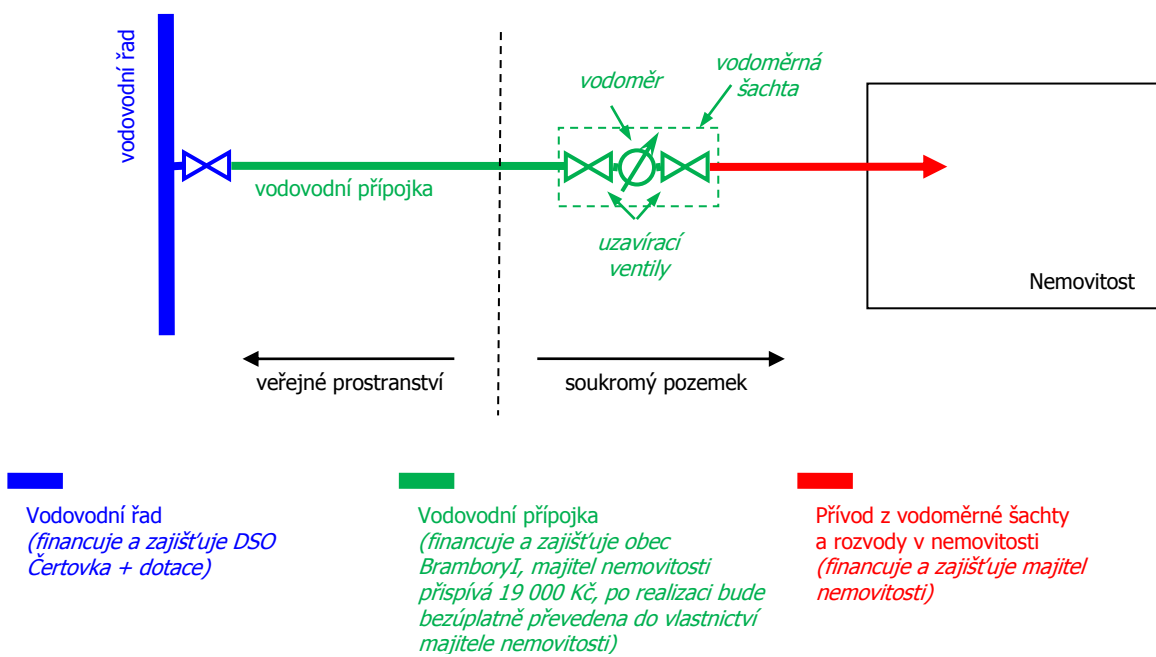 vodovodní řad
vodoměr
vodoměrná
šachta
vodovodní přípojka
uzavírací
ventily
Nemovitost
veřejné prostranství
soukromý pozemek
Vodovodní řad
(financuje a zajišťuje DSO
Čertovka + dotace)
Vodovodní přípojka
(financuje a zajišťuje obec
BramboryI, majitel nemovitosti
přispívá 19 000 Kč, po realizaci bude
bezúplatně převedena do vlastnictví
majitele nemovitosti)
Přívod z vodoměrné šachty
a rozvody v nemovitosti
(financuje a zajišťuje majitel
nemovitosti)